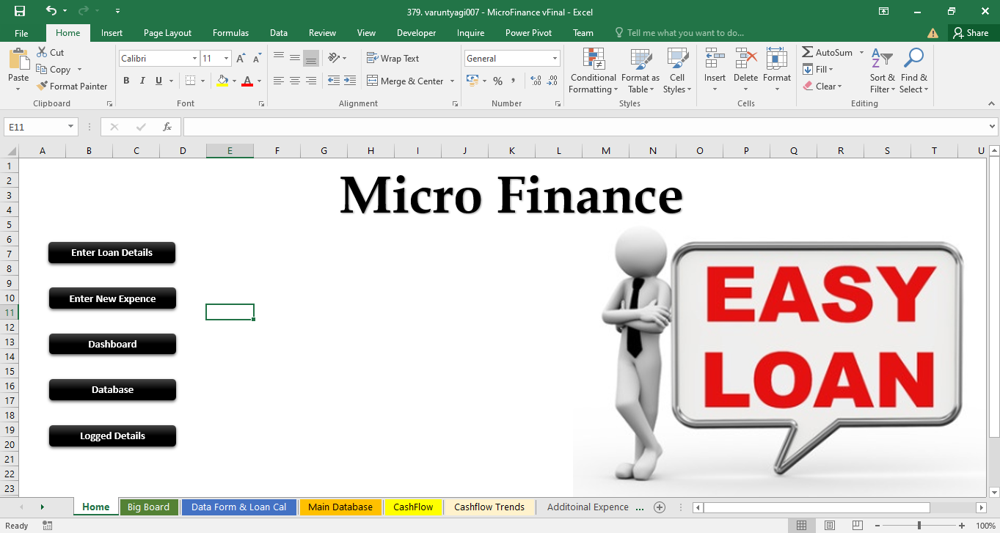 379. varuntyagi007 - MicroFinance vFinal - Excel
File Home Insert Page Layout Formulas Data Review View Developer Inquire Power Pivot Team Tell me what you want to do... Share
Paste
Cut
Copy
Format Painter
Clipboard
Calibri 11 A A
B I U A
Font
Wrap Text
Merge & Center
Alignment
General
% , .00 .0
Number
Conditional Formatting
Format as Table
Cell Styles
Styles
Insert Delete Format
Cells
AutoSum
Fill
Clear
Sort & Filter
Find & Select
Editing
E11 fx
A B C D E F G H I J K L M N O P Q R S T U
1
2
3
4
5
6
7
8
9
10
11
12
13
14
15
16
17
18
19
20
21
22
23
Micro Finance
Enter Loan Details
Enter New Expence
Dashboard
Database
Logged Details
EASY
LOAN
Home Big Board Data Form & Loan Cal Main Database CashFlow Cashflow Trends Additoinal Expence ...
Ready 100%